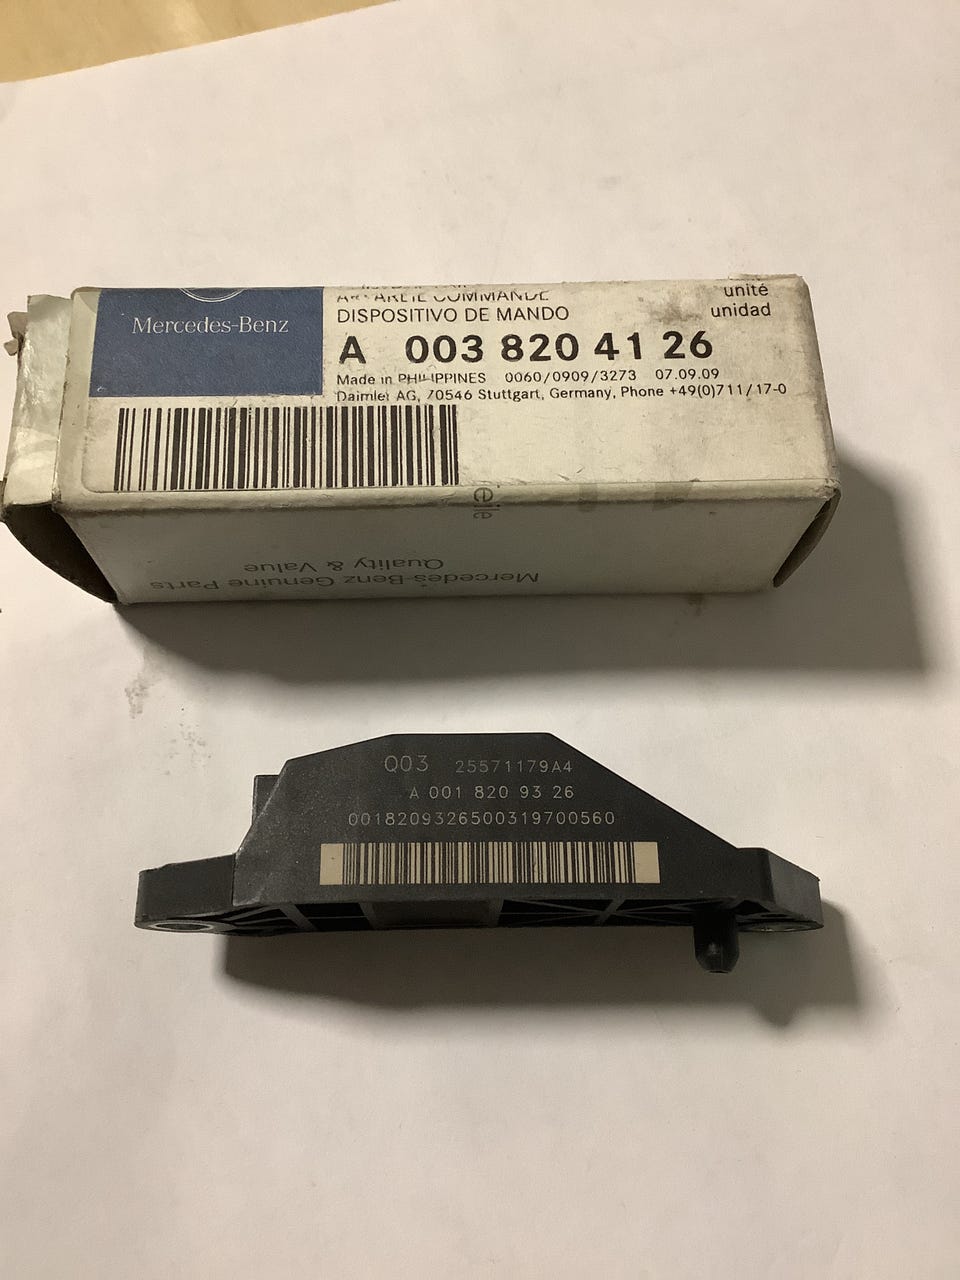 Mercedes-Benz
COMMANDE
unité
DISPOSITIVO DE MANDO
unidad
A 003 820 41 26
Made in PHILIPPINES 0060/0909/3273 07.09.09
Daimler AG, 70546 Stuttgart, Germany, Phone +49(0)711/17-0
eile
Mercedes-Benz Genuine Parts
Quality & Value
Q03 25571179A4
A 001 820 93 26
0018209326500319700560